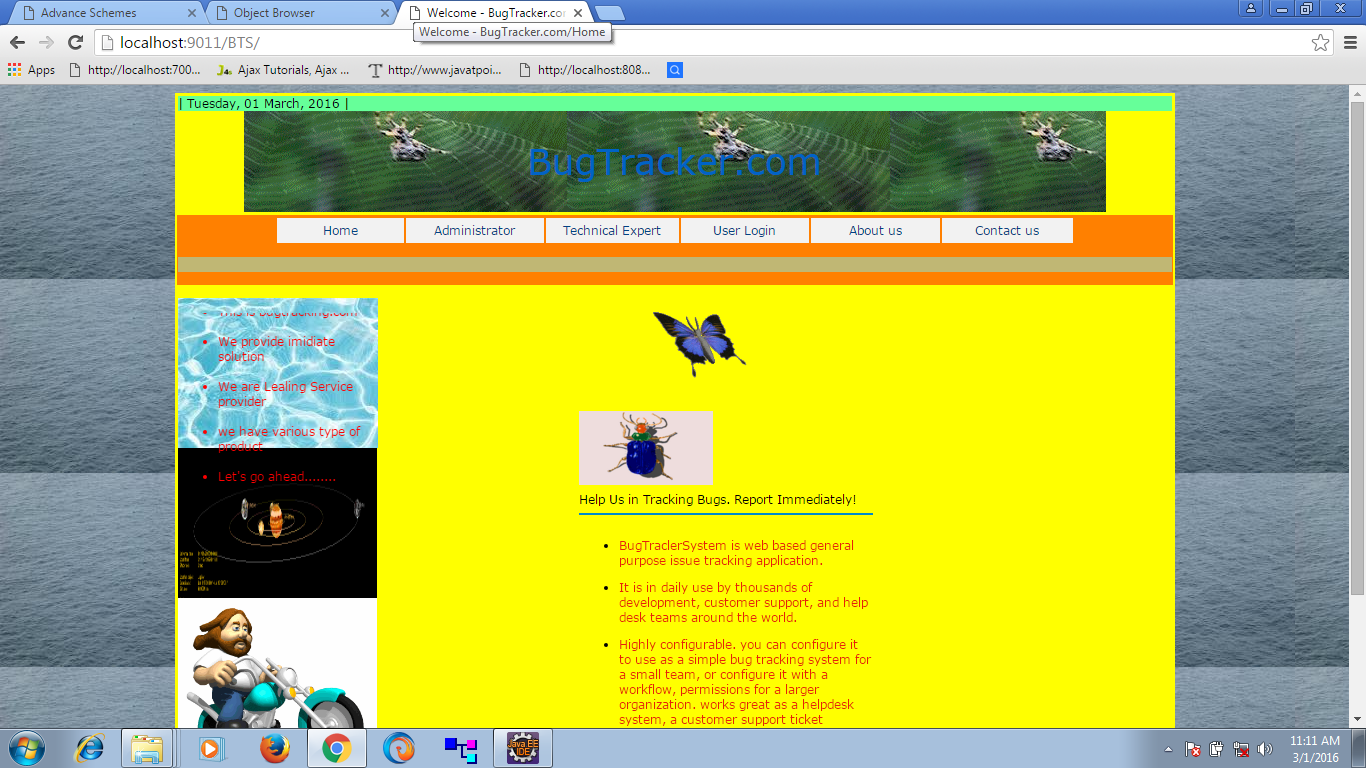 Advance Schemes
Object Browser
Welcome - BugTracker.co
Welcome - BugTracker.com/Home
localhost:9011/BTS/
Apps
http://localhost:700...
Ajax Tutorials, Ajax ...
http://www.javatpoi...
http://localhost:808...
| Tuesday, 01 March, 2016 |
BugTracker.com
Home
Administrator
Technical Expert
User Login
About us
Contact us
This is Bugtracking.com
We provide imidiate
solution
We are Lealing Service
provider
we have various type of
product
Let's go ahead........
Help Us in Tracking Bugs. Report Immediately!
BugTraclerSystem is web based general
purpose issue tracking application.
It is in daily use by thousands of
development, customer support, and help
desk teams around the world.
Highly configurable. you can configure it
to use as a simple bug tracking system for
a small team, or configure it with a
workflow, permissions for a larger
organization. works great as a helpdesk
system, a customer support ticket
Java EE
IDE
11:11 AM
3/1/2016